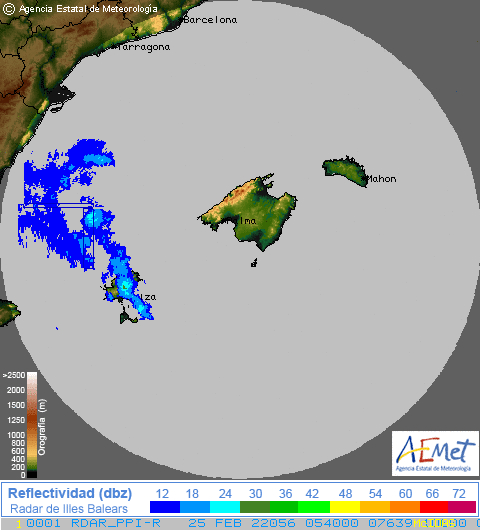 © Agencia Estatal de Meteorología
Barcelona
Tarragona
Mahon
lma
iza
>2500
2000
1500
1000
800
600
400
200
0
Orografía (m)
AEMet
Agencia Estatal de Meteorología
Reflectividad (dbz)
Radar de Illes Balears
12 18 24 30 36 42 48 54 60 66 72
1 0001 RDAR_PPI-R 25 FEB 22056 054000 07639